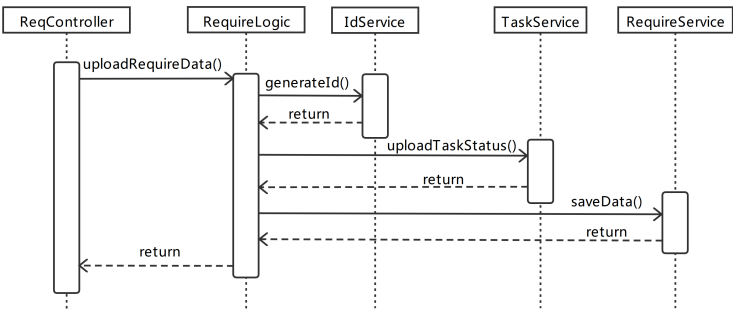 ReqController RequireLogic IdService TaskService RequireService
uploadRequireData()
generateId()
return
uploadTaskStatus()
return
saveData()
return
return